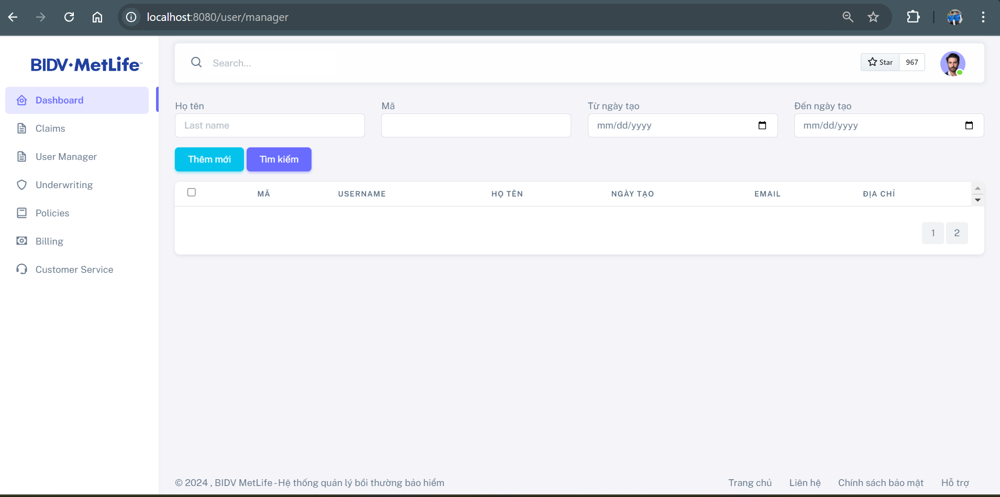 localhost:8080/user/manager
BIDV MetLife
Search...
Star 967
Dashboard
Claims
User Manager
Underwriting
Policies
Billing
Customer Service
Họ tên Mã Từ ngày tạo Đến ngày tạo
Last name mm/dd/yyyy mm/dd/yyyy
Thêm mới Tìm kiếm
MÃ USERNAME HỌ TÊN NGÀY TẠO EMAIL ĐỊA CHỈ
1 2
© 2024 , BIDV MetLife - Hệ thống quản lý bồi thường bảo hiểm
Trang chủ Liên hệ Chính sách bảo mật Hỗ trợ